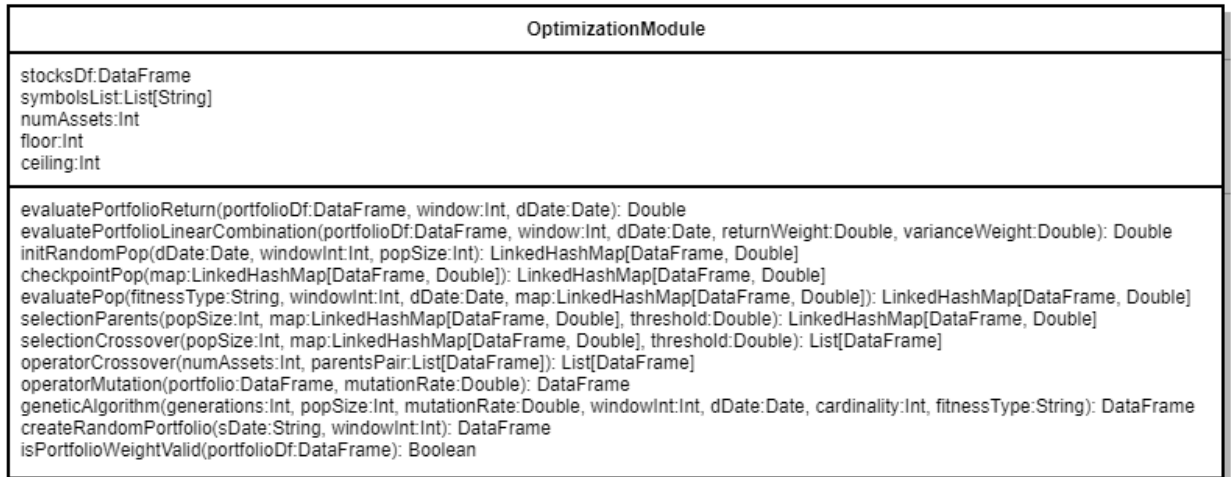 OptimizationModule
stocksDf:DataFrame
symbolsList:List[String]
numAssets:Int
floor:Int
ceiling:Int
evaluatePortfolioReturn(portfolioDf:DataFrame, window:Int, dDate:Date): Double
evaluatePortfolioLinearCombination(portfolioDf:DataFrame, window:Int, dDate:Date, returnWeight:Double, varianceWeight:Double): Double
initRandomPop(dDate:Date, windowInt:Int, popSize:Int): LinkedHashMap[DataFrame, Double]
checkpointPop(map:LinkedHashMap[DataFrame, Double]): LinkedHashMap[DataFrame, Double]
evaluatePop(fitnessType:String, windowInt:Int, dDate:Date, map:LinkedHashMap[DataFrame, Double]): LinkedHashMap[DataFrame, Double]
selectionParents(popSize:Int, map:LinkedHashMap[DataFrame, Double], threshold:Double): LinkedHashMap[DataFrame, Double]
selectionCrossover(popSize:Int, map:LinkedHashMap[DataFrame, Double], threshold:Double): List[DataFrame]
operatorCrossover(numAssets:Int, parentsPair:List[DataFrame]): List[DataFrame]
operatorMutation(portfolio:DataFrame, mutationRate:Double): DataFrame
geneticAlgorithm(generations:Int, popSize:Int, mutationRate:Double, windowInt:Int, dDate:Date, cardinality:Int, fitnessType:String): DataFrame
createRandomPortfolio(sDate:String, windowInt:Int): DataFrame
isPortfolioWeightValid(portfolioDf:DataFrame): Boolean